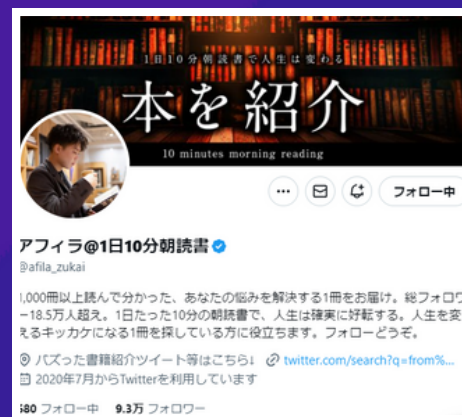 1日10分朝読書で人生は変わる
本を紹介
10 minutes morning reading
フォロー中
アフィラ@1日10分朝読書
@afila_zukai
,000冊以上読んで分かった、あなたの悩みを解決する1冊をお届け。総フォロワ
ー18.5万人超え。1日たった10分の朝読書で、人生は確実に好転する。人生を変
えるキッカケになる1冊を探している方に役立ちます。フォローどうぞ。
バズった書籍紹介ツイート等はこちら↓ twitter.com/search?q=from%...
2020年7月からTwitterを利用しています
580 フォロー中 9.3万 フォロワー